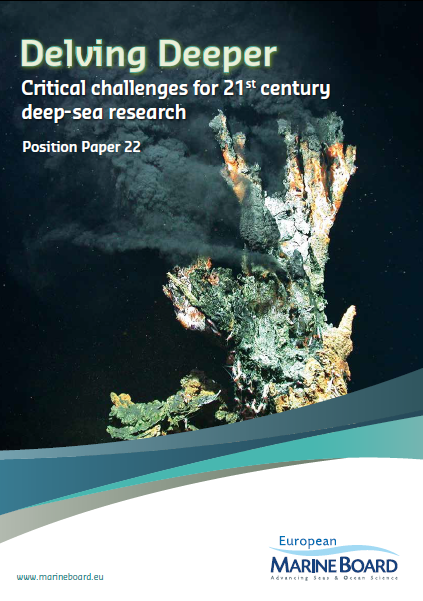 Delving Deeper
Critical challenges for 21st century
deep-sea research
Position Paper 22
European
MARINE BOARD
Advancing Seas & Ocean Science
www.marineboard.eu